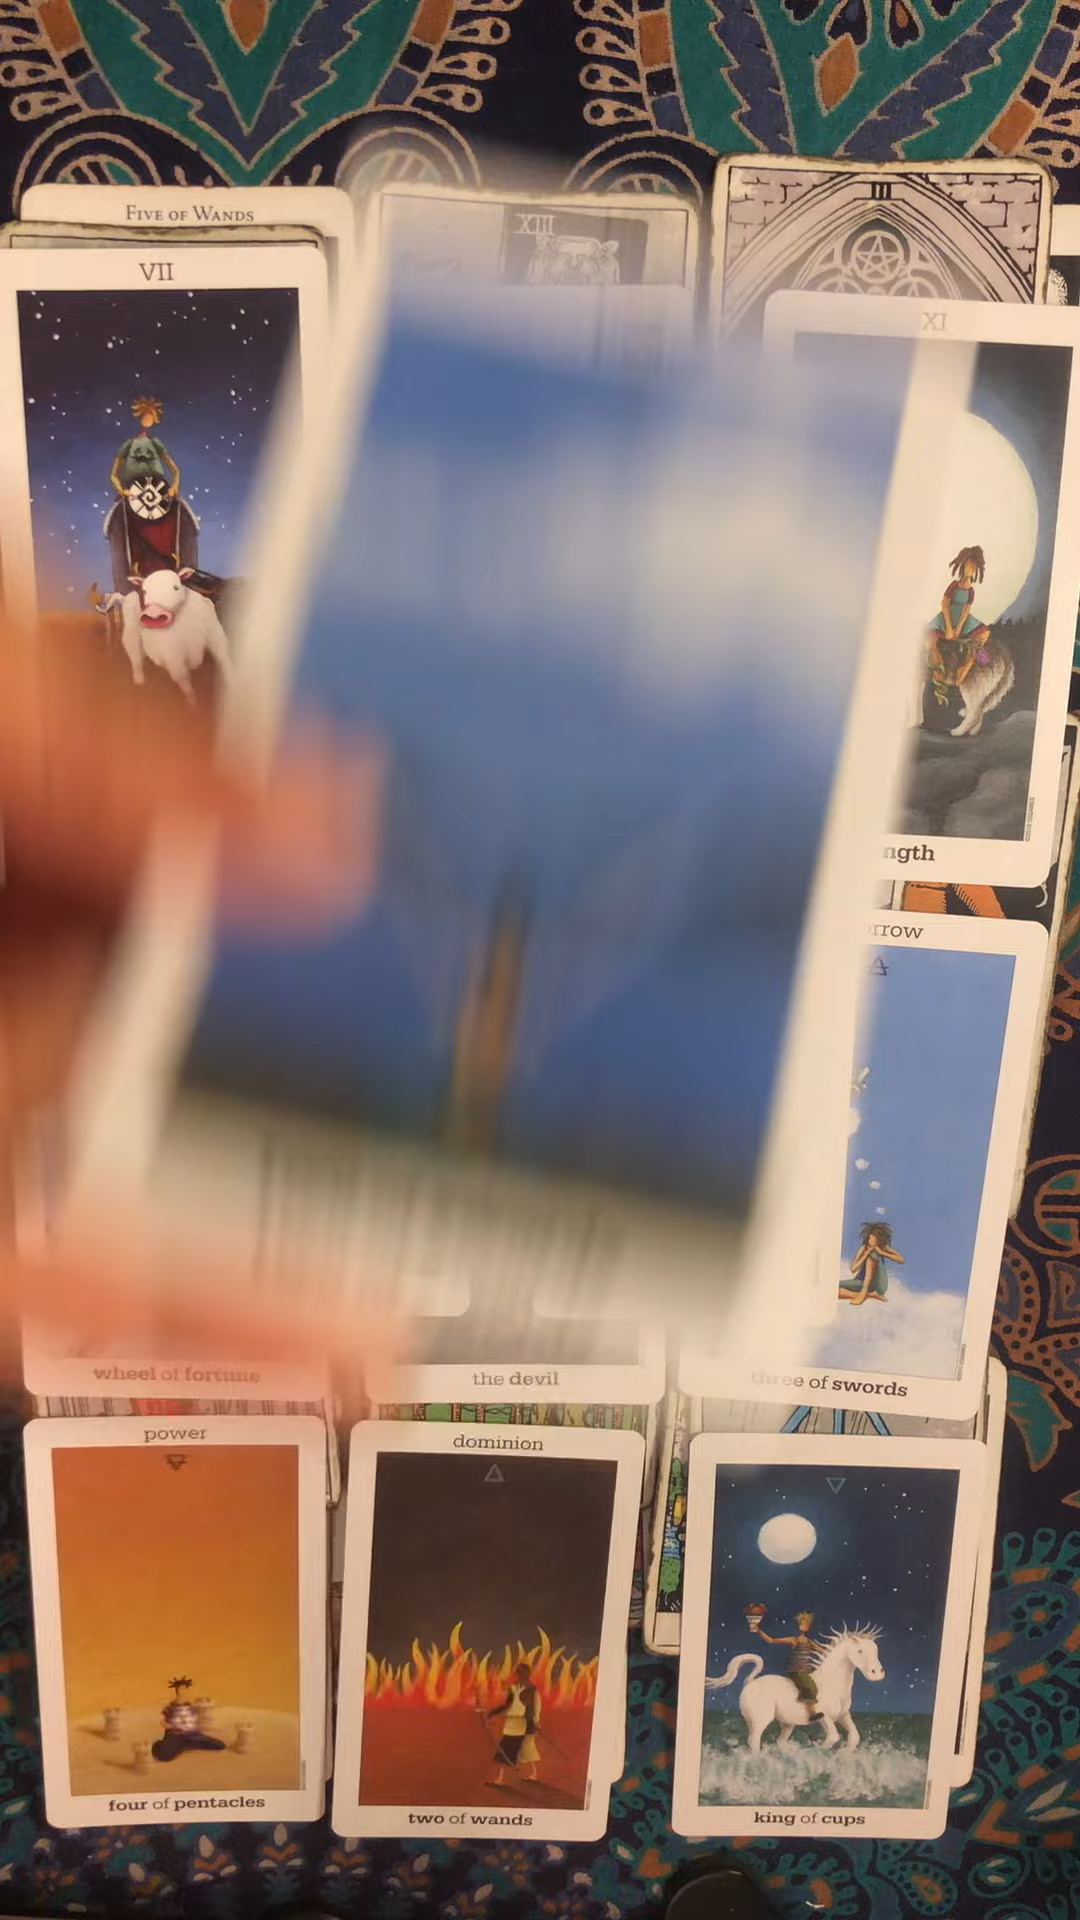 FIVE OF WANDS
VII
XIII
III
XI
ngth
rrow
wheel of fortune
the devil
three of swords
power
dominion
four of pentacles
two of wands
king of cups